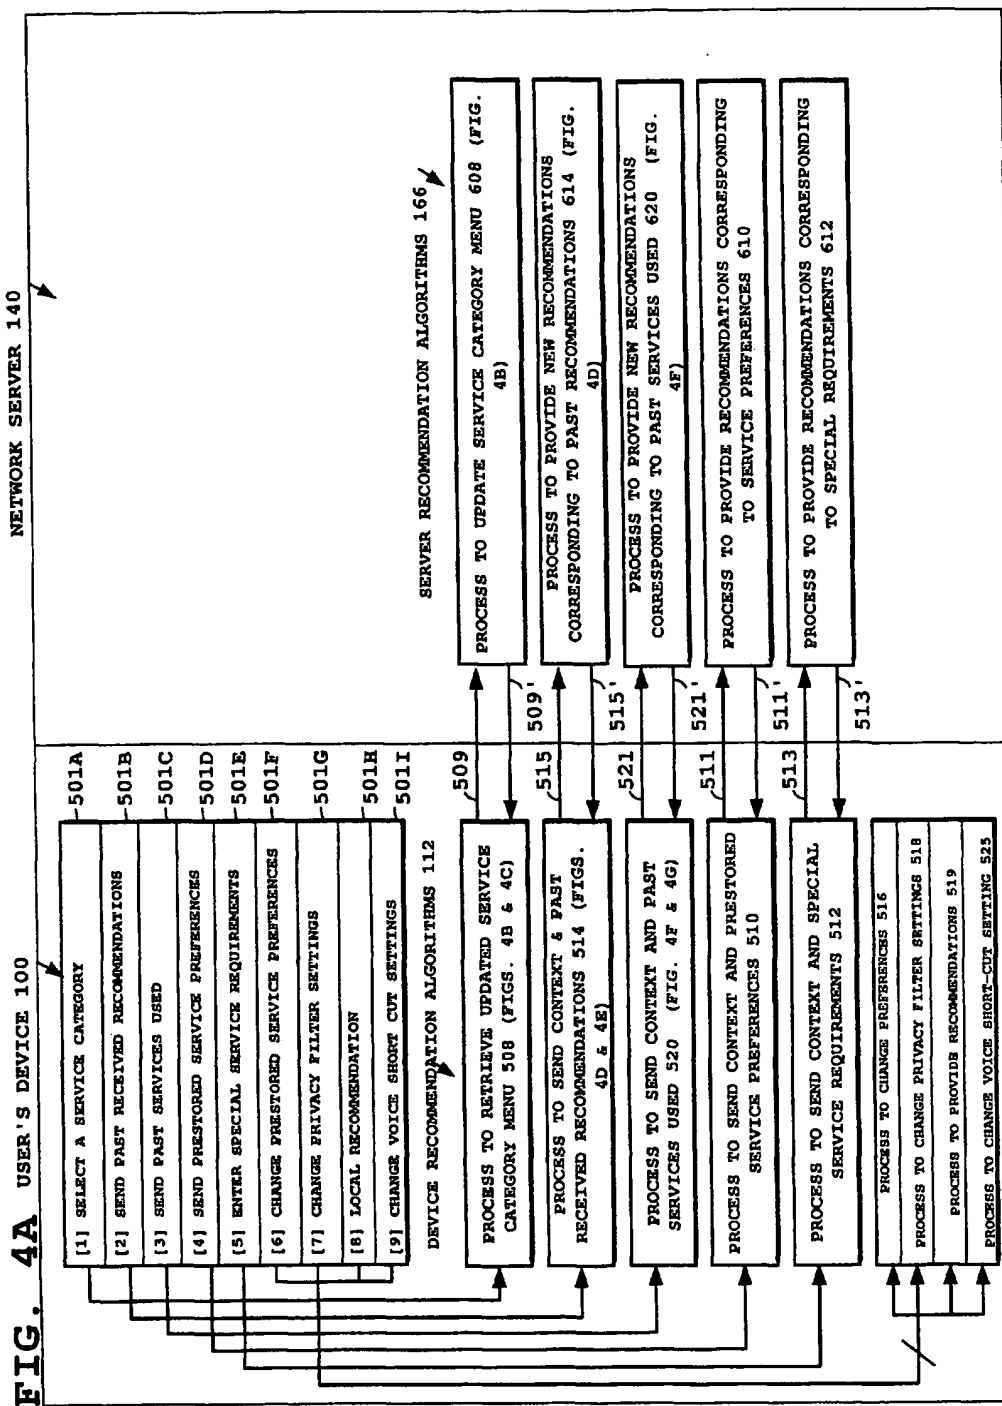 FIG. 4A
USER'S DEVICE 100
NETWORK SERVER 140
[1] SELECT A SERVICE CATEGORY
501A
[2] SEND PAST RECEIVED RECOMMENDATIONS
501B
[3] SEND PAST SERVICES USED
501C
[4] SEND PRESTORED SERVICE PREFERENCES
501D
[5] ENTER SPECIAL SERVICE REQUIREMENTS
501E
[6] CHANGE PRESTORED SERVICE PREFERENCES
501F
[7] CHANGE PRIVACY FILTER SETTINGS
501G
[8] LOCAL RECOMMENDATION
501H
[9] CHANGE VOICE SHORT CUT SETTINGS
501I
DEVICE RECOMMENDATION ALGORITHMS 112
SERVER RECOMMENDATION ALGORITHMS 166
PROCESS TO RETRIEVE UPDATED SERVICE
CATEGORY MENU 508 (FIGS. 4B & 4C)
509
509'
PROCESS TO UPDATE SERVICE CATEGORY MENU 608 (FIG.
4B)
PROCESS TO SEND CONTEXT & PAST
RECEIVED RECOMMENDATIONS 514 (FIGS.
4D & 4E)
515
515'
PROCESS TO PROVIDE NEW RECOMMENDATIONS
CORRESPONDING TO PAST RECOMMENDATIONS 614 (FIG.
4D)
PROCESS TO SEND CONTEXT AND PAST
SERVICES USED 520 (FIG. 4F & 4G)
521
521'
PROCESS TO PROVIDE NEW RECOMMENDATIONS
CORRESPONDING TO PAST SERVICES USED 620 (FIG.
4F)
PROCESS TO SEND CONTEXT AND PRESTORED
SERVICE PREFERENCES 510
511
511'
PROCESS TO PROVIDE RECOMMENDATIONS CORRESPONDING
TO SERVICE PREFERENCES 610
PROCESS TO SEND CONTEXT AND SPECIAL
SERVICE REQUIREMENTS 512
513
513'
PROCESS TO PROVIDE RECOMMENDATIONS CORRESPONDING
TO SPECIAL REQUIREMENTS 612
PROCESS TO CHANGE PREFERENCES 516
PROCESS TO CHANGE PRIVACY FILTER SETTINGS 518
PROCESS TO PROVIDE RECOMMENDATIONS 519
PROCESS TO CHANGE VOICE SHORT-CUT SETTING 525